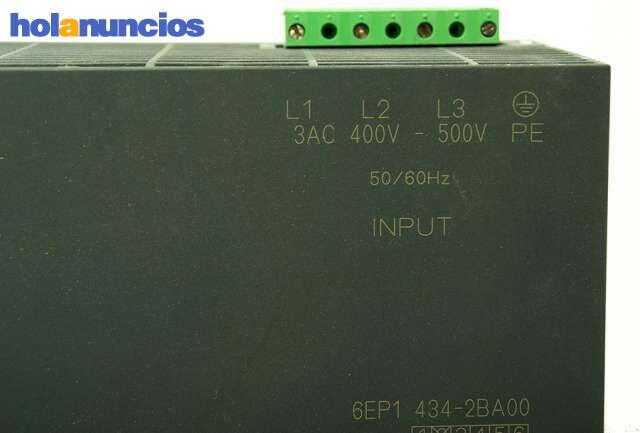 holanuncios
L1 L2 L3
3AC 400V - 500V PE
50/60Hz
INPUT
6EP1 434-2BA00